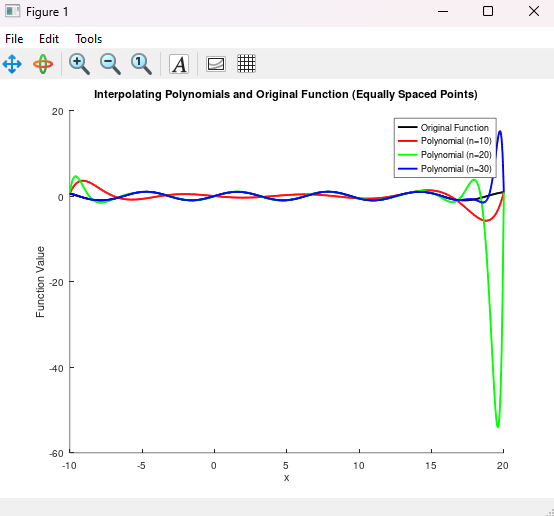 Figure 1
File Edit Tools
1 A
Interpolating Polynomials and Original Function (Equally Spaced Points)
20
0
-20
-40
-60
Function Value
Original Function
Polynomial (n=10)
Polynomial (n=20)
Polynomial (n=30)
-10 -5 0 5 10 15 20
x